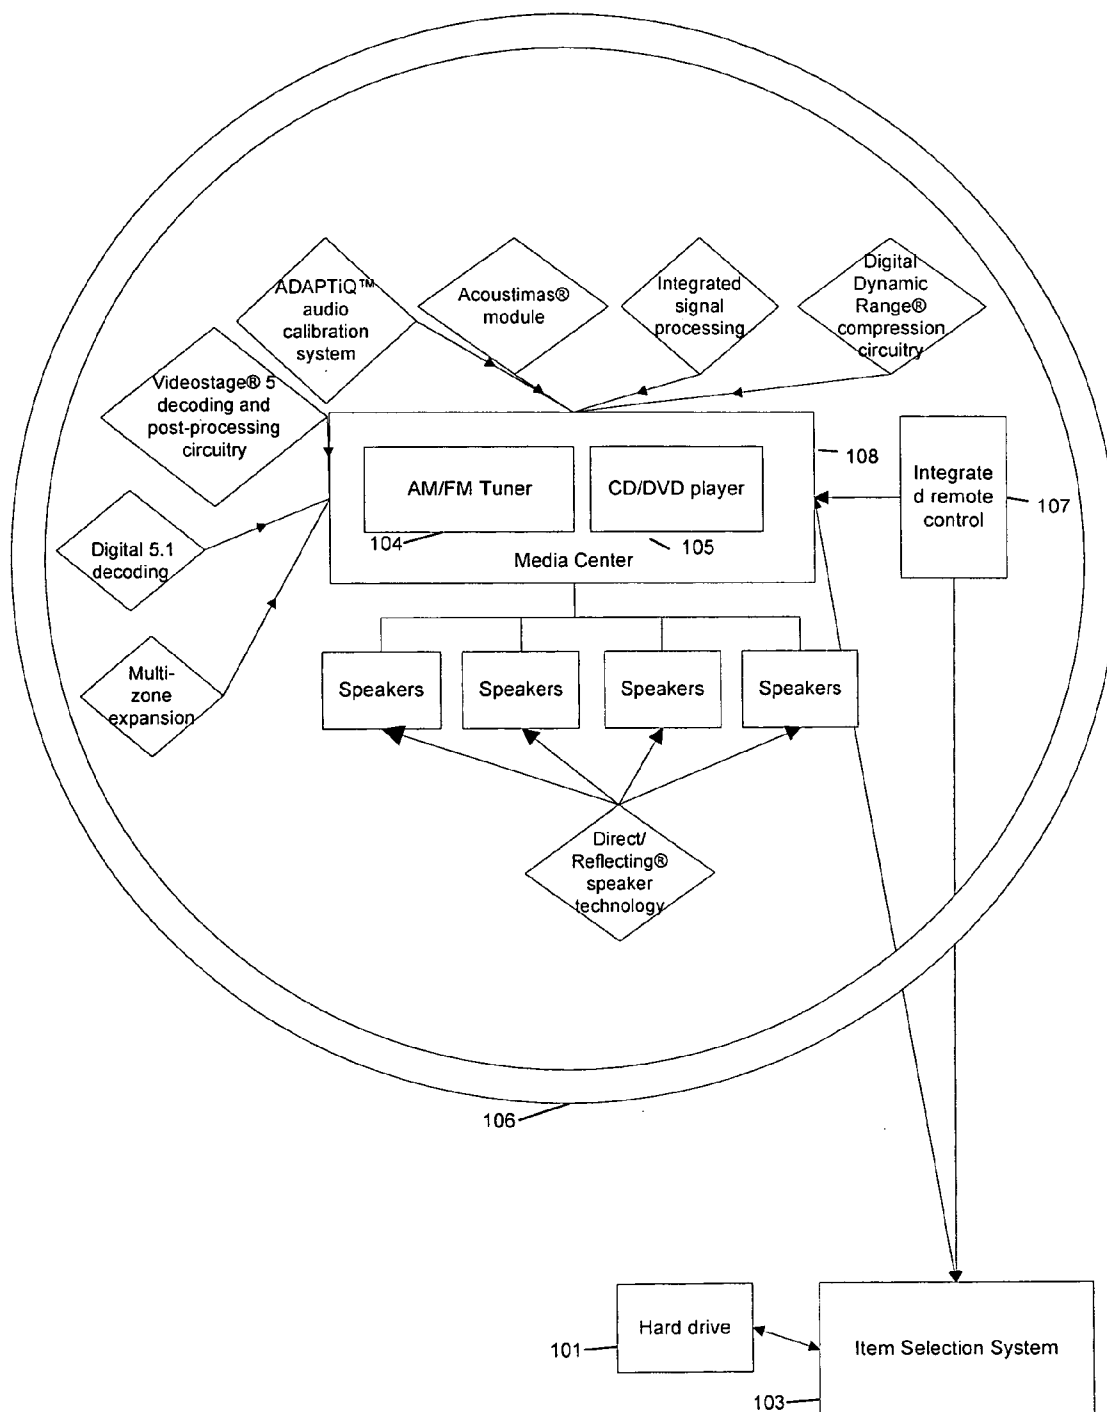 ADAPTiQ™
audio
calibration
system
Acoustimas®
module
Integrated
signal
processing
Digital
Dynamic
Range®
compression
circuitry
Videostage® 5
decoding and
post-processing
circuitry
AM/FM Tuner
CD/DVD player
108
Integrate
d remote
control
107
104
105
Media Center
Digital 5.1
decoding
Multi-
zone
expansion
Speakers
Speakers
Speakers
Speakers
Direct/
Reflecting®
speaker
technology
106
Hard drive
101
Item Selection System
103